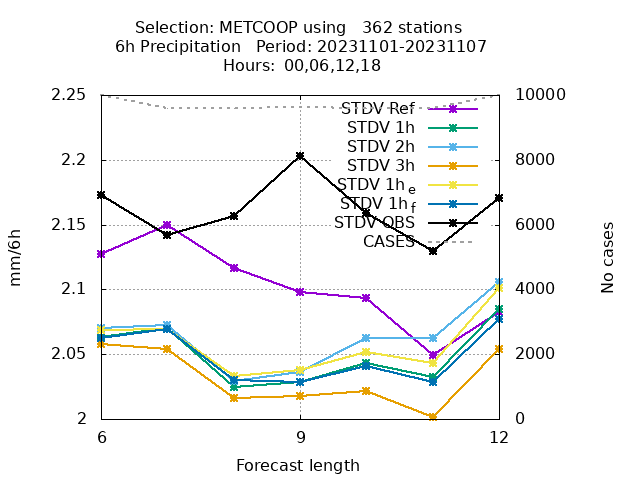 Selection: METCOOP using   362 stations
6h Precipitation   Period: 20231101-20231107
Hours: 00,06,12,18
2.25
2.2
2.15
2.1
2.05
2
mm/6h
10000
8000
6000
4000
2000
0
No cases
STDV Ref
STDV 1h
STDV 2h
STDV 3h
STDV 1h e
STDV 1h f
STDV OBS
CASES
6
9
12
Forecast length